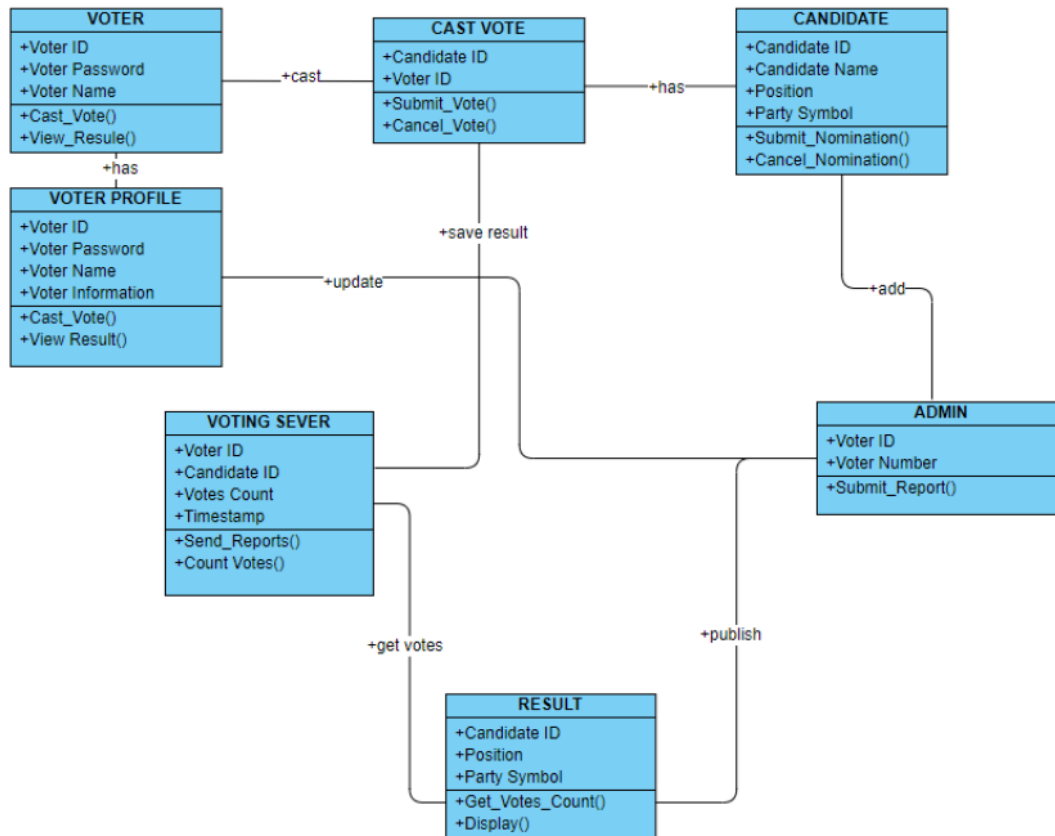 VOTER
+Voter ID
+Voter Password
+Voter Name
+Cast_Vote()
+View_Resule()
+cast
CAST VOTE
+Candidate ID
+Voter ID
+Submit_Vote()
+Cancel_Vote()
+has
CANDIDATE
+Candidate ID
+Candidate Name
+Position
+Party Symbol
+Submit_Nomination()
+Cancel_Nomination()
+has
VOTER PROFILE
+Voter ID
+Voter Password
+Voter Name
+Voter Information
+Cast_Vote()
+View Result()
+save result
+update
+add
VOTING SEVER
+Voter ID
+Candidate ID
+Votes Count
+Timestamp
+Send_Reports()
+Count Votes()
ADMIN
+Voter ID
+Voter Number
+Submit_Report()
+get votes
+publish
RESULT
+Candidate ID
+Position
+Party Symbol
+Get_Votes_Count()
+Display()